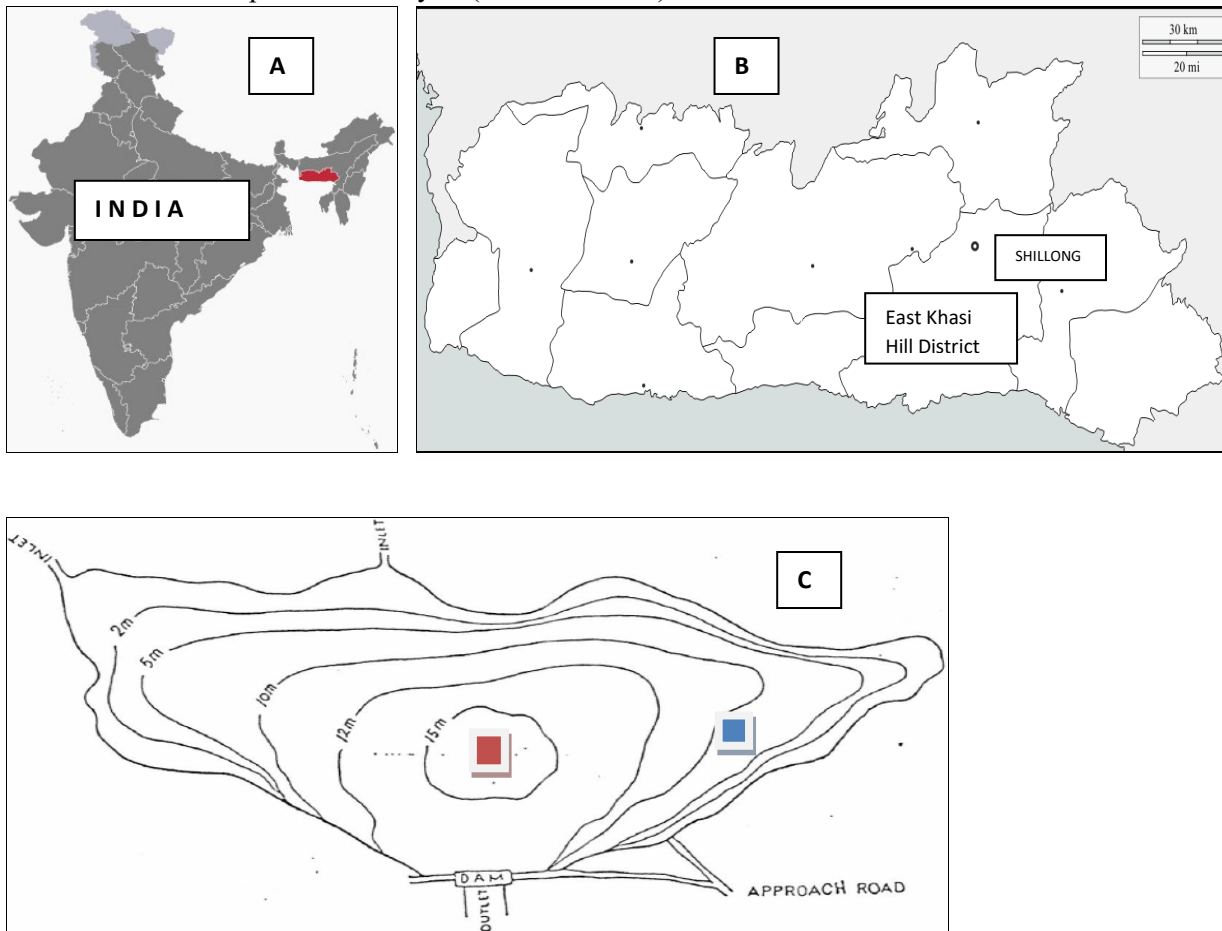 A
I N D I A
B
30 km
20 mi
SHILLONG
East Khasi
Hill District
C
INLET
INLET
2m
5m
10m
12m
15m
DAM
OUTLET
APPROACH ROAD